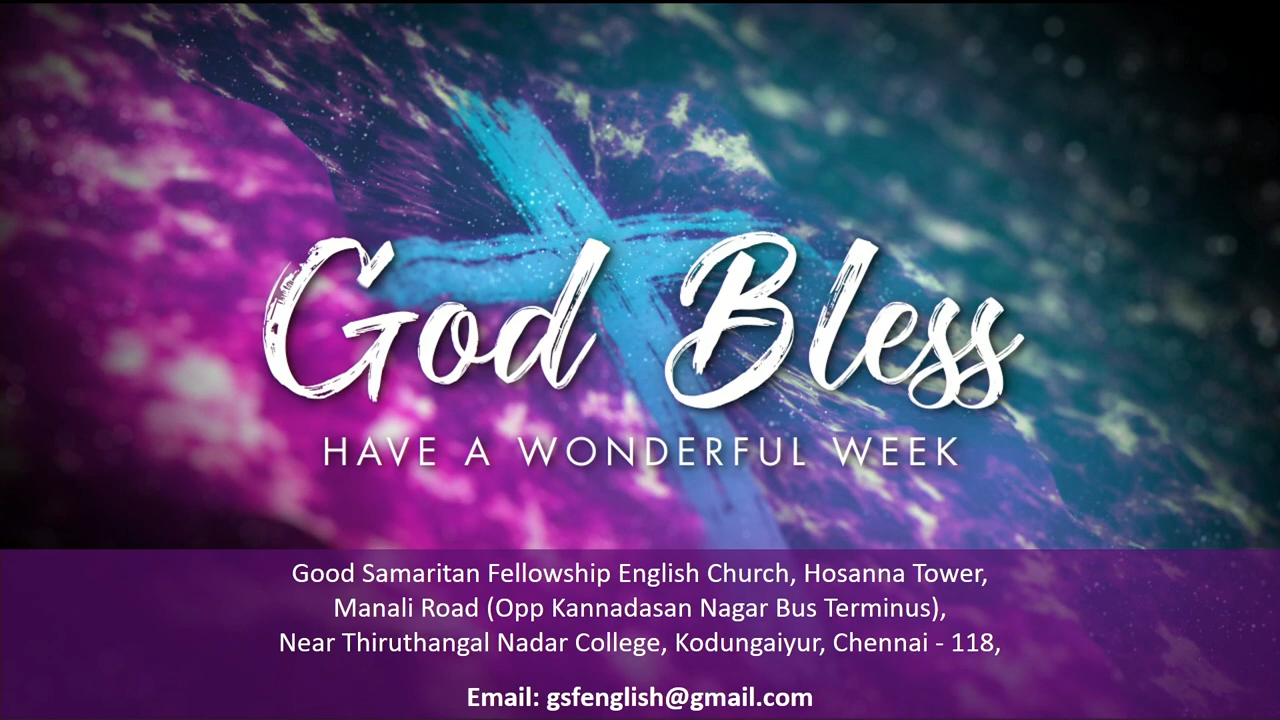 God Bless
HAVE A WONDERFUL WEEK
Good Samaritan Fellowship English Church, Hosanna Tower,
Manali Road (Opp Kannadasan Nagar Bus Terminus),
Near Thiruthangal Nadar College, Kodungaiyur, Chennai - 118,
Email: gsfenglish@gmail.com